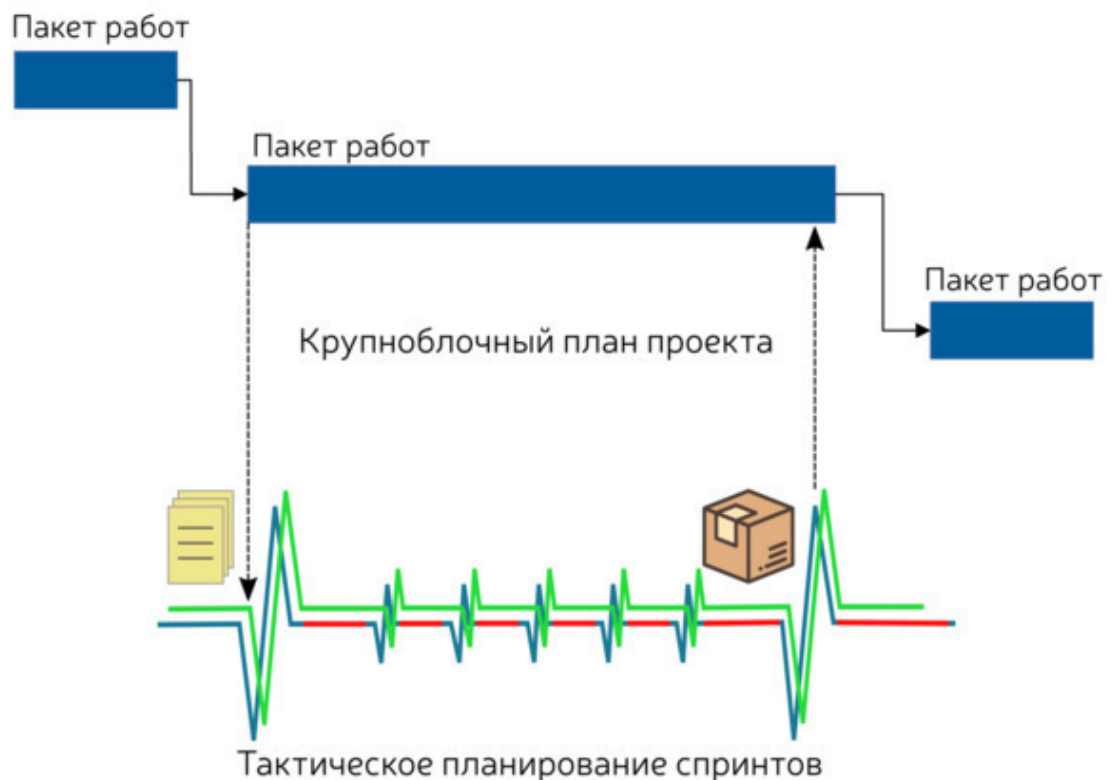 Пакет работ
Пакет работ
Пакет работ
Крупноблочный план проекта
Тактическое планирование спринтов